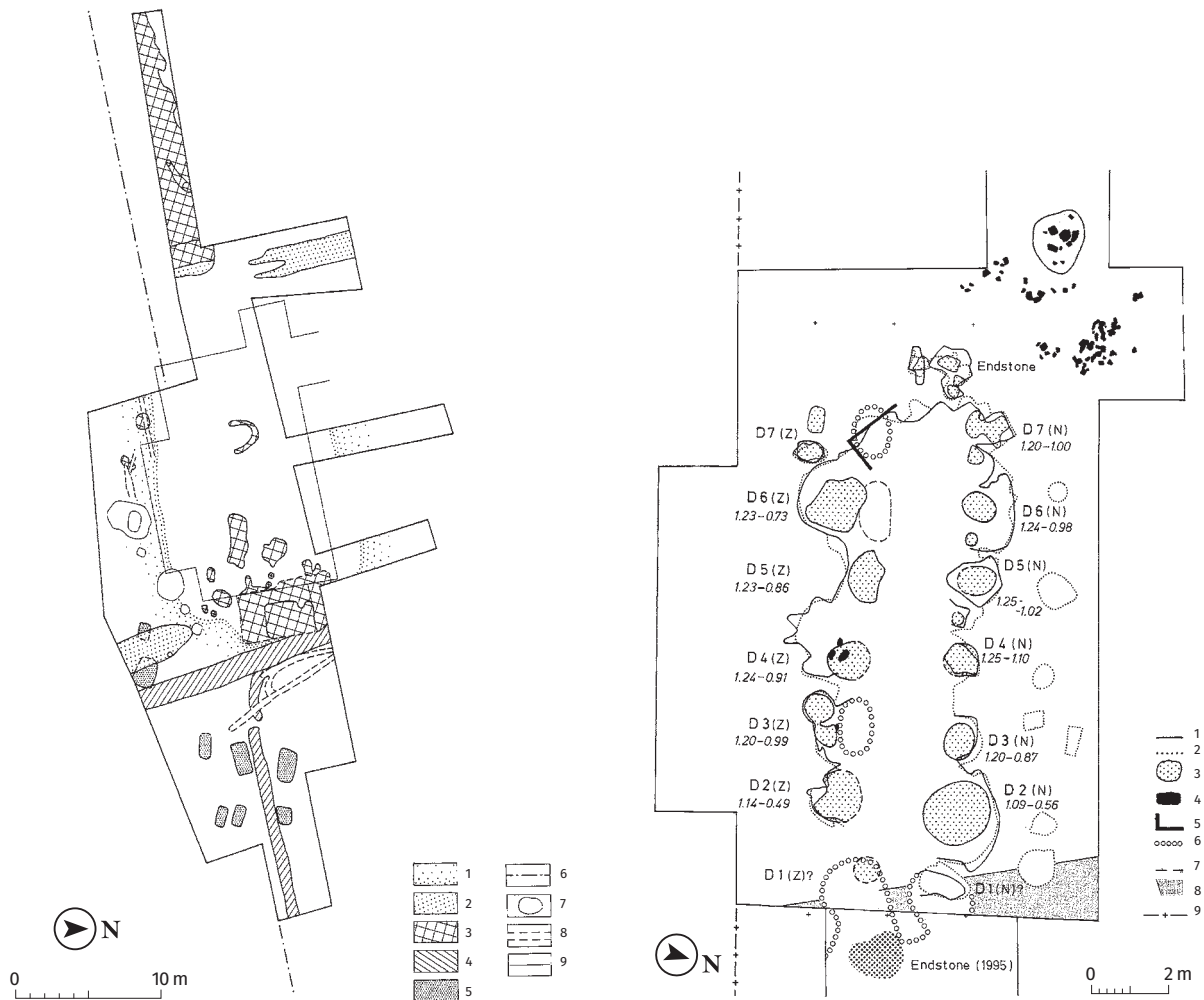 1 6
2 7
3 8
4 9
5
N
0 10 m
Endstone
D7(Z)
D7(N)
1.20-1.00
D6(Z)
1.23-0.73
D6(N)
1.24-0.98
D5(Z)
1.23-0.86
D5(N)
1.25-
-1.02
D4(Z)
1.24-0.91
D4(N)
1.25-1.10
D3(Z)
1.20-0.99
D3(N)
1.20-0.87
D2(Z)
1.14-0.49
D2(N)
1.09-0.56
D1(Z)?
D1(N)?
Endstone (1995)
1
2
3
4
5
6
7
8
9
N
0 2 m